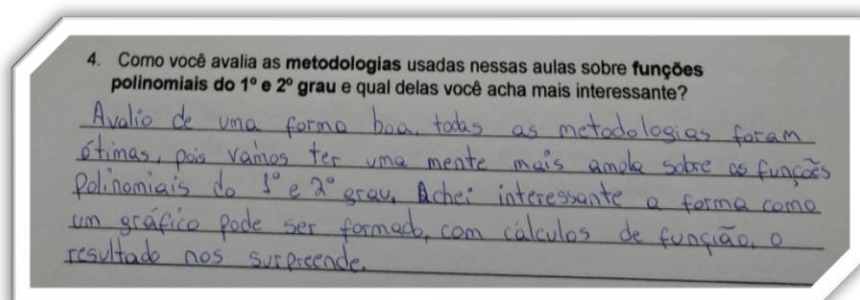 4. Como você avalia as metodologias usadas nessas aulas sobre funções
polinomiais do 1º e 2º grau e qual delas você acha mais interessante?
Avalio de uma forma boa, todas as metodologias foram
ótimas, pois vamos ter uma mente mais ampla sobre as funções
Polinomiais do 1º e 2º grau, Achei interessante a forma como
um gráfico pode ser formado, com cálculos de funçião, o
resultado nos surpreende.